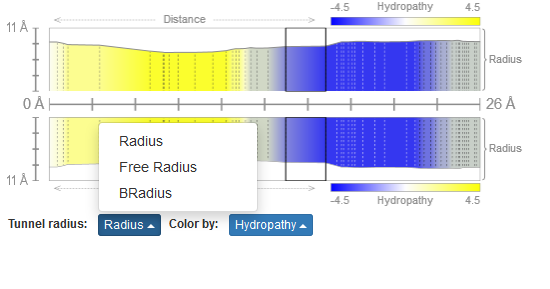 -4.5 Hydropathy 4.5
Distance
11 Å
Radius
0 Å 26 Å
Radius
11 Å
-4.5 4.5
Hydropathy
Radius
Free Radius
BRadius
Tunnel radius: Radius Color by: Hydropathy